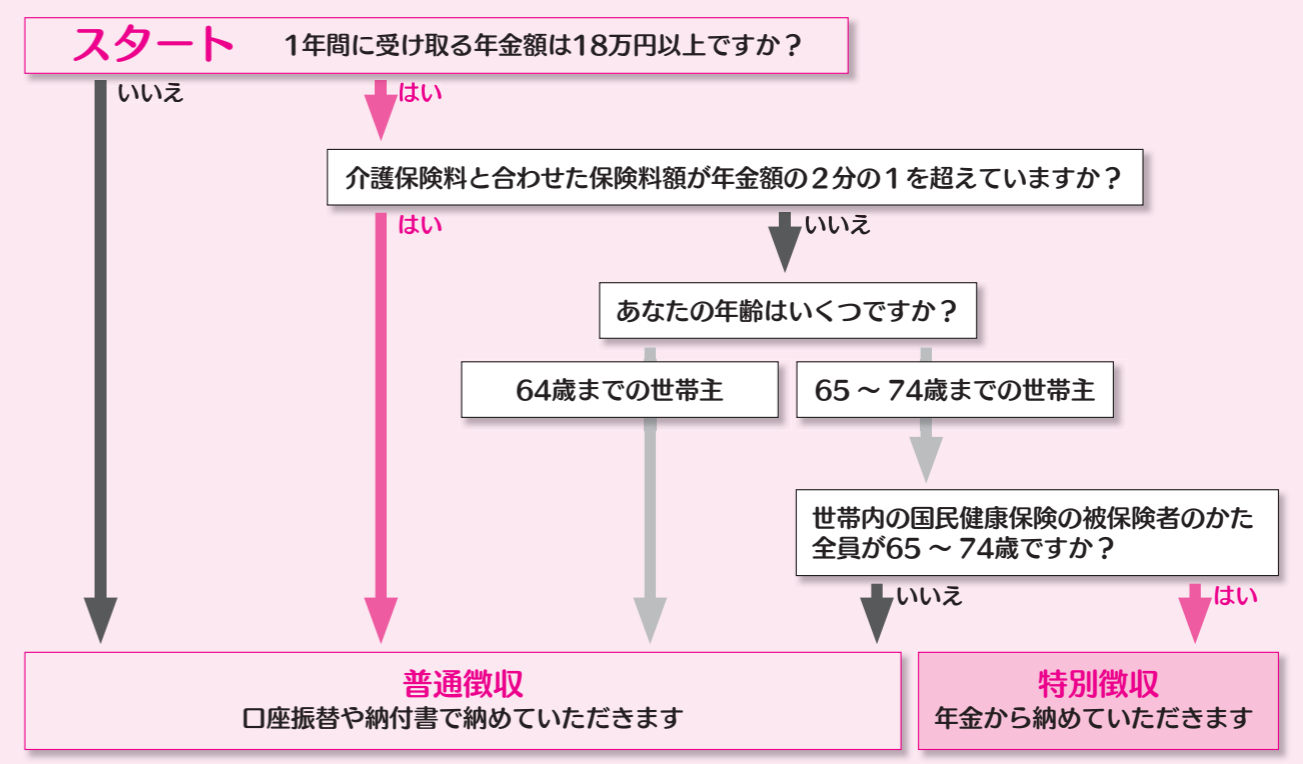 スタート 1年間に受け取る年金額は18万円以上ですか？
いいえ はい
介護保険料と合わせた保険料額が年金額の２分の１を超えていますか？
はい いいえ
あなたの年齢はいくつですか？
64歳までの世帯主 65～74歳までの世帯主
世帯内の国民健康保険の被保険者のかた
全員が65～74歳ですか？
いいえ はい
普通徴収
口座振替や納付書で納めていただきます
特別徴収
年金から納めていただきます